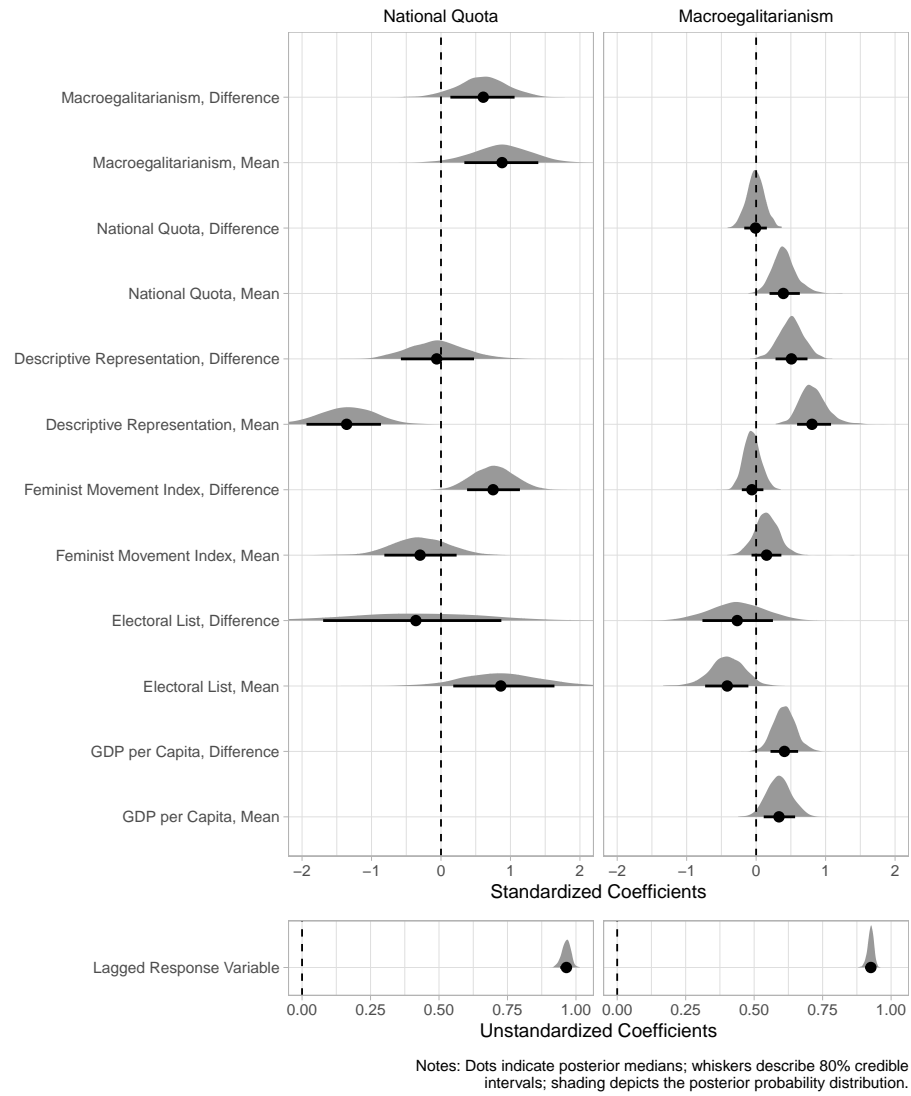 National Quota
Macroegalitarianism
Macroegalitarianism, Difference
Macroegalitarianism, Mean
National Quota, Difference
National Quota, Mean
Descriptive Representation, Difference
Descriptive Representation, Mean
Feminist Movement Index, Difference
Feminist Movement Index, Mean
Electoral List, Difference
Electoral List, Mean
GDP per Capita, Difference
GDP per Capita, Mean
−2 −1 0 1 2 −2 −1 0 1 2
Standardized Coefficients
Lagged Response Variable
0.00 0.25 0.50 0.75 1.00 0.00 0.25 0.50 0.75 1.00
Unstandardized Coefficients
Notes: Dots indicate posterior medians; whiskers describe 80% credible
intervals; shading depicts the posterior probability distribution.